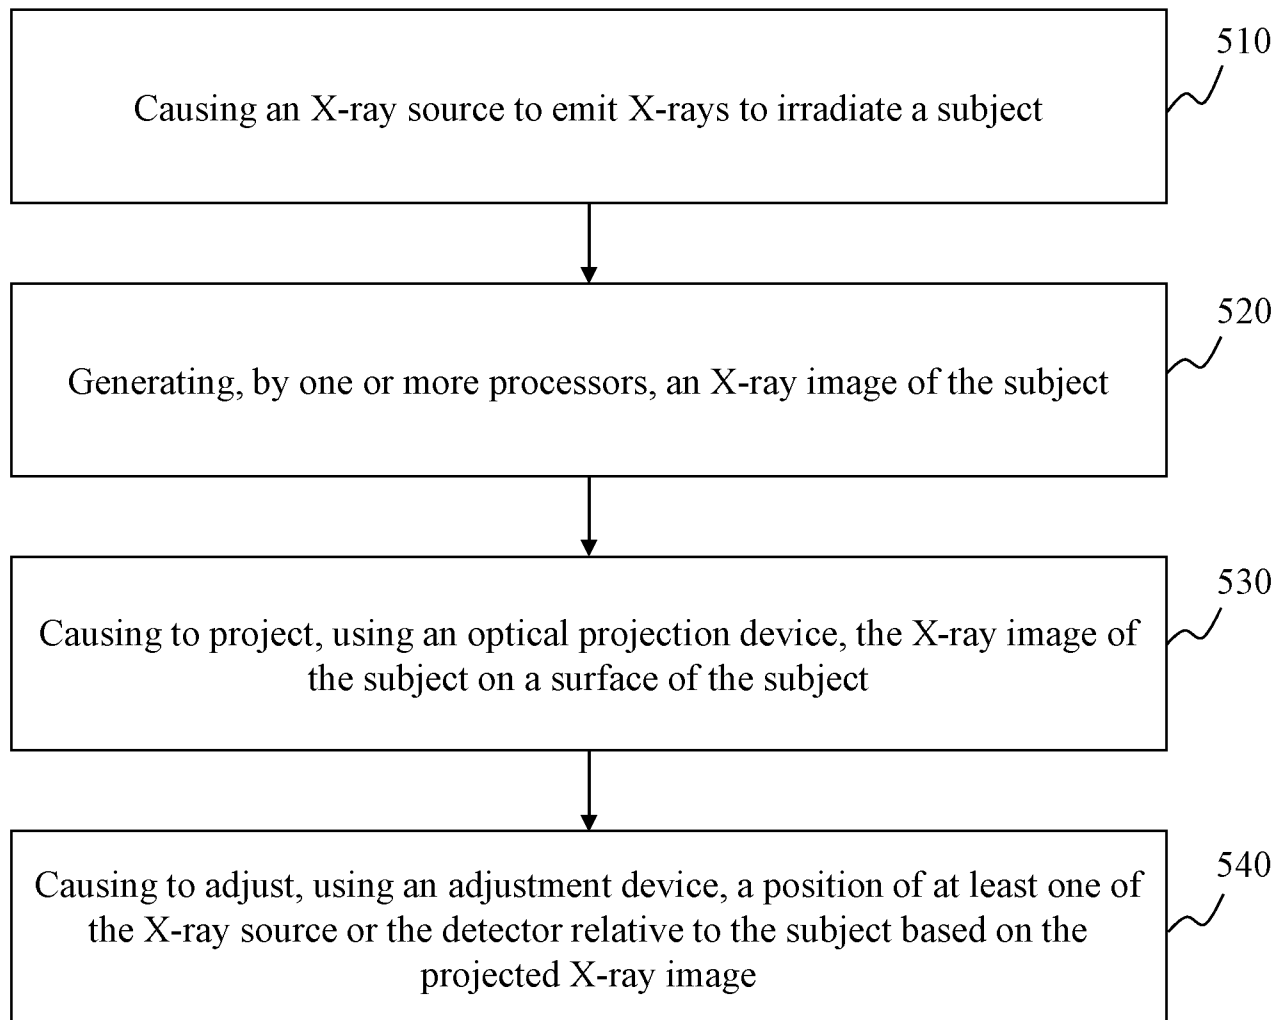 510
Causing an X-ray source to emit X-rays to irradiate a subject
520
Generating, by one or more processors, an X-ray image of the subject
530
Causing to project, using an optical projection device, the X-ray image of
the subject on a surface of the subject
540
Causing to adjust, using an adjustment device, a position of at least one of
the X-ray source or the detector relative to the subject based on the
projected X-ray image